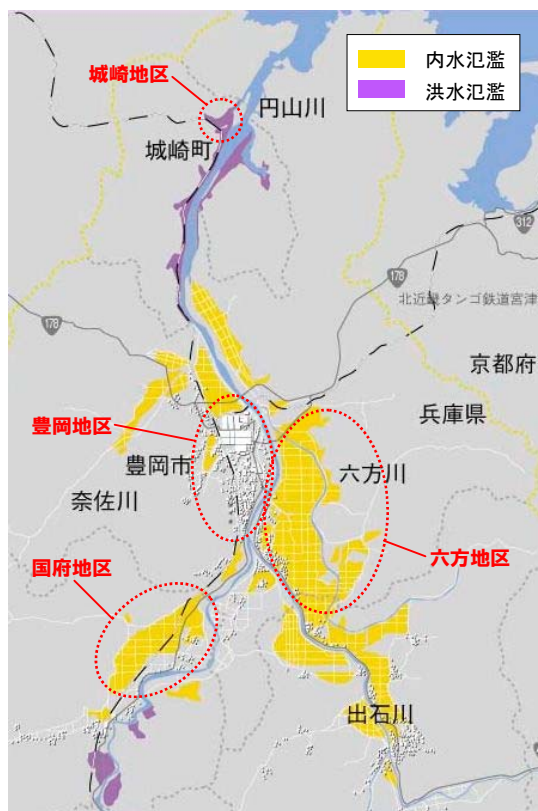 城崎地区
円山川
内水氾濫
洪水氾濫
城崎町
312
178
北近畿タンゴ鉄道宮津
178
京都府
兵庫県
豊岡地区
豊岡市
六方川
奈佐川
国府地区
六方地区
出石川